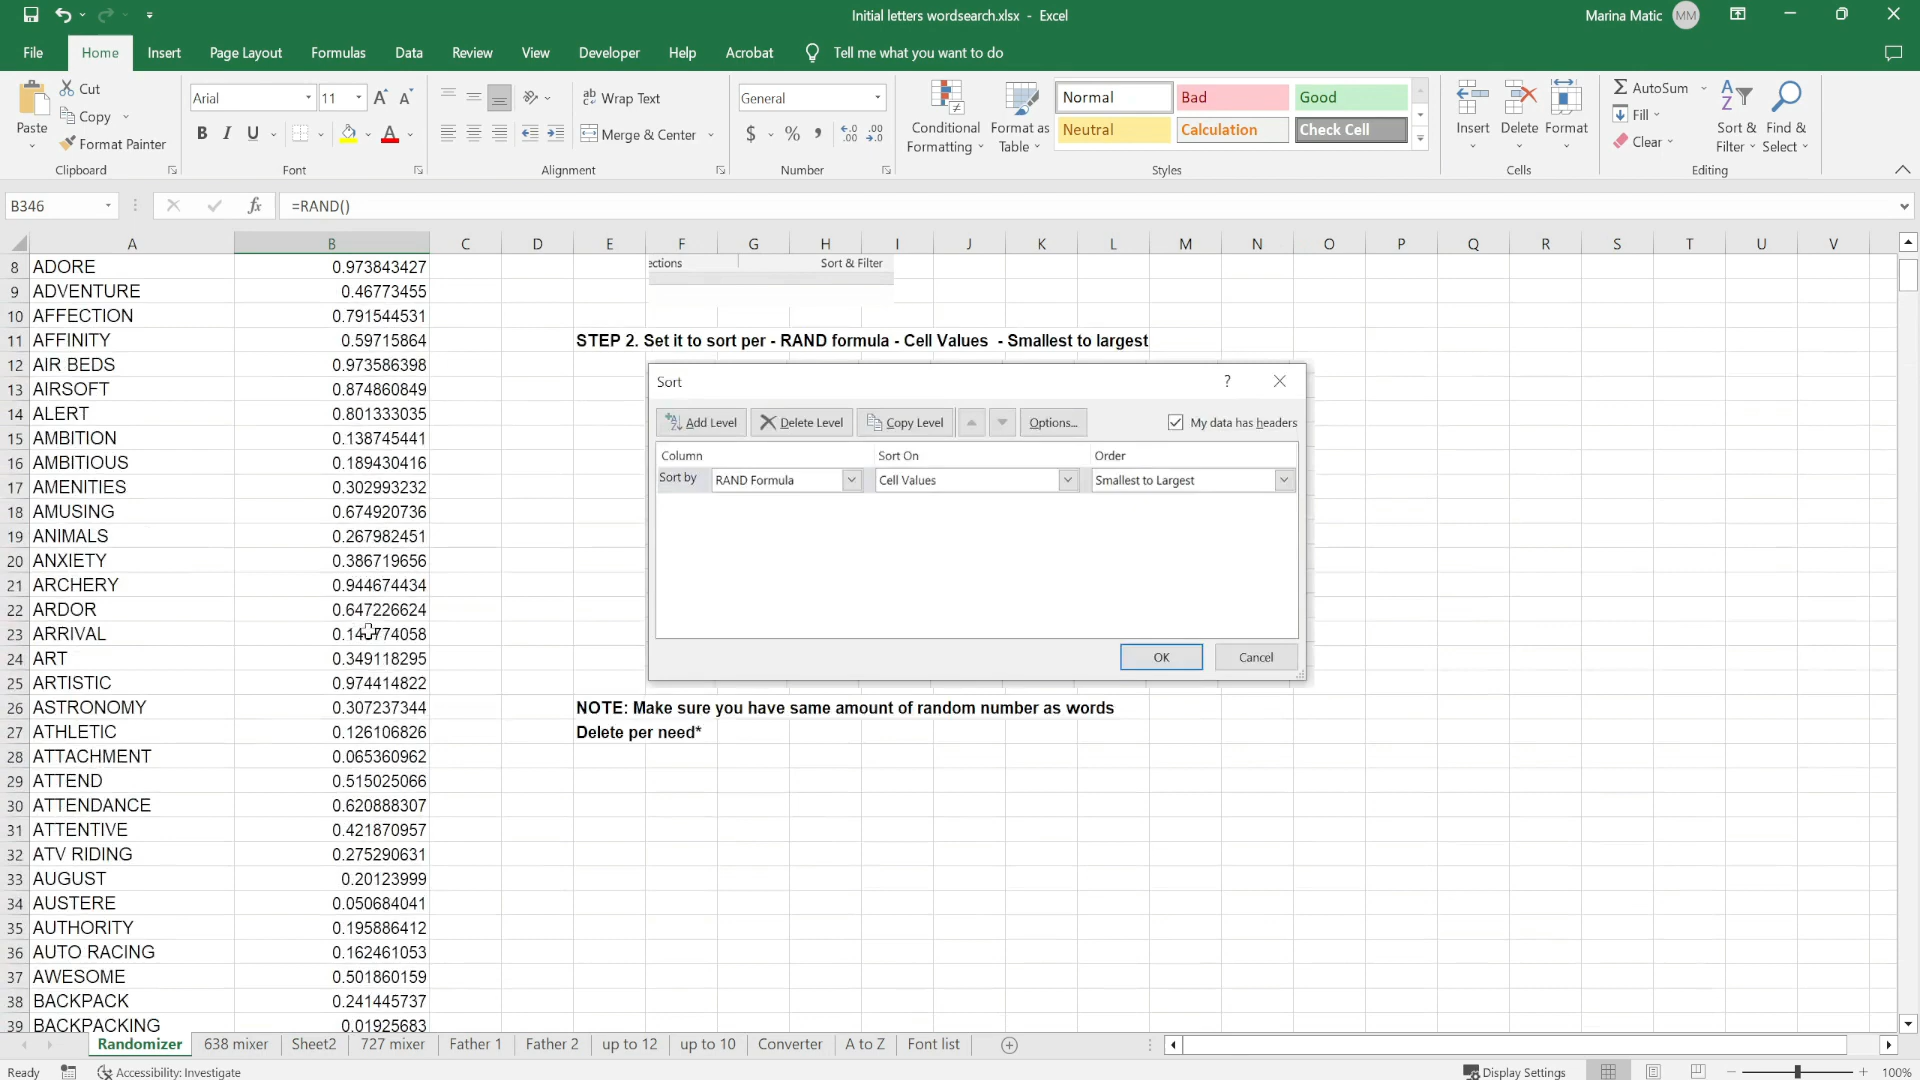 Initial letters wordsearch.xlsx - Excel
Marina Matic MM
File Home Insert Page Layout Formulas Data Review View Developer Help Acrobat Tell me what you want to do
Paste Cut Copy Format Painter
Clipboard
Arial 11 A A
B I U A
Font
Wrap Text
Merge & Center
Alignment
General
$ % ,
Number
Conditional Formatting
Format as Table
Normal Bad Good
Neutral Calculation Check Cell
Styles
Insert Delete Format
Cells
AutoSum
Fill
Clear
Sort & Filter
Find & Select
Editing
B346 fx =RAND()
A B C D E F G H I J K L M N O P Q R S T U V
8 ADORE 0.973843427
ections Sort & Filter
9 ADVENTURE 0.46773455
10 AFFECTION 0.791544531
11 AFFINITY 0.59715864
STEP 2. Set it to sort per - RAND formula - Cell Values - Smallest to largest
12 AIR BEDS 0.973586398
13 AIRSOFT 0.874860849
14 ALERT 0.801333035
15 AMBITION 0.138745441
16 AMBITIOUS 0.189430416
17 AMENITIES 0.302993232
18 AMUSING 0.674920736
19 ANIMALS 0.267982451
20 ANXIETY 0.386719656
21 ARCHERY 0.944674434
22 ARDOR 0.647226624
23 ARRIVAL
24 ART 0.349118295
25 ARTISTIC 0.974414822
Sort ?
Add Level Delete Level Copy Level Options... My data has headers
Column Sort On Order
Sort by RAND Formula Cell Values Smallest to Largest
OK Cancel
26 ASTRONOMY 0.307237344
NOTE: Make sure you have same amount of random number as words
27 ATHLETIC 0.126106826
Delete per need*
28 ATTACHMENT 0.065360962
29 ATTEND 0.515025066
30 ATTENDANCE 0.620888307
31 ATTENTIVE 0.421870957
32 ATV RIDING 0.275290631
33 AUGUST 0.20123999
34 AUSTERE 0.050684041
35 AUTHORITY 0.195886412
36 AUTO RACING 0.162461053
37 AWESOME 0.501860159
38 BACKPACK 0.241445737
39 BACKPACKING 0.01925683
Randomizer 638 mixer Sheet2 727 mixer Father 1 Father 2 up to 12 up to 10 Converter A to Z Font list
Ready Accessibility: Investigate Display Settings 100%